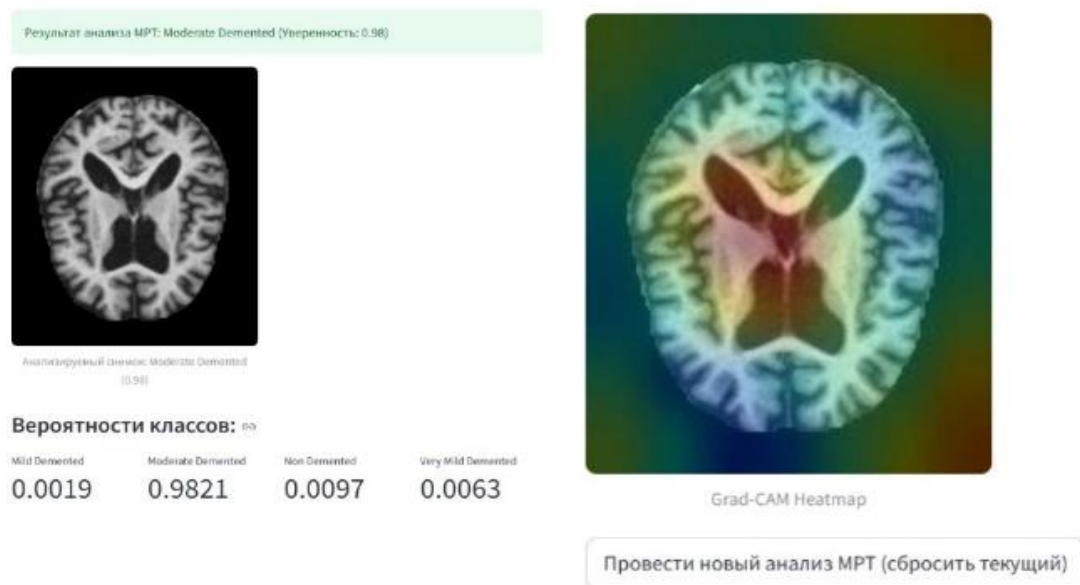 Результат анализа МРТ: Moderate Demented (Уверенность: 0.98)
Анализируемый снимок: Moderate Demented
(0.98)
Вероятности классов:
Mild Demented
0.0019
Moderate Demented
0.9821
Non Demented
0.0097
Very Mild Demented
0.0063
Grad-CAM Heatmap
Провести новый анализ МРТ (сбросить текущий)